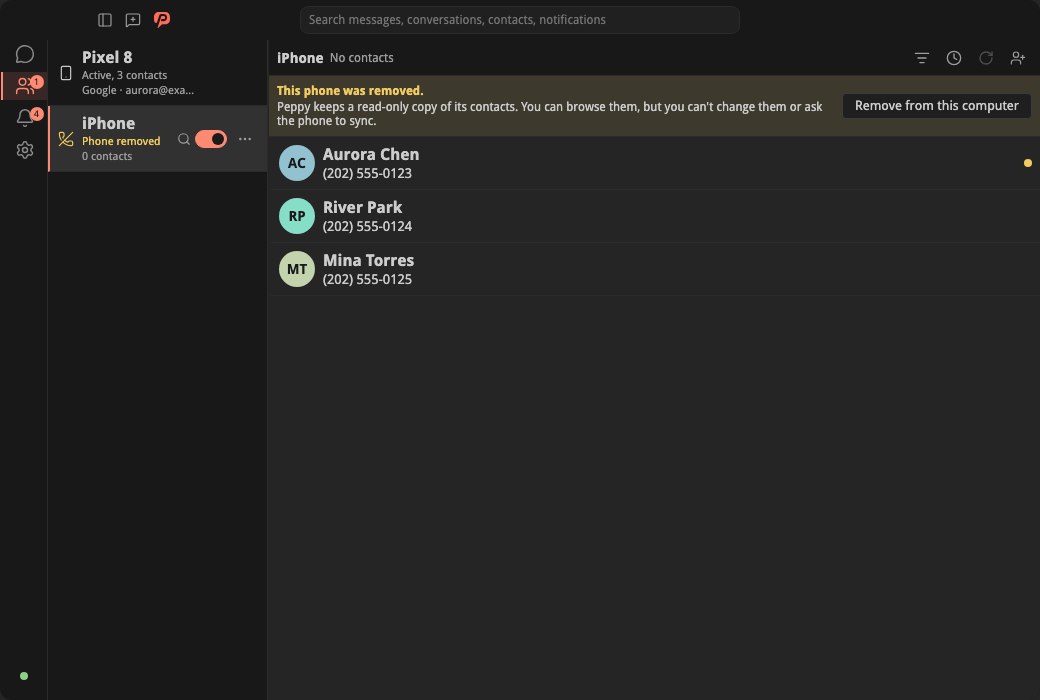 Search messages, conversations, contacts, notifications
1
4
Pixel 8
Active, 3 contacts
Google · aurora@exa...
iPhone
Phone removed
0 contacts
iPhone No contacts
This phone was removed.
Peppy keeps a read-only copy of its contacts. You can browse them, but you can't change them or ask
the phone to sync.
Remove from this computer
AC
Aurora Chen
(202) 555-0123
RP
River Park
(202) 555-0124
MT
Mina Torres
(202) 555-0125